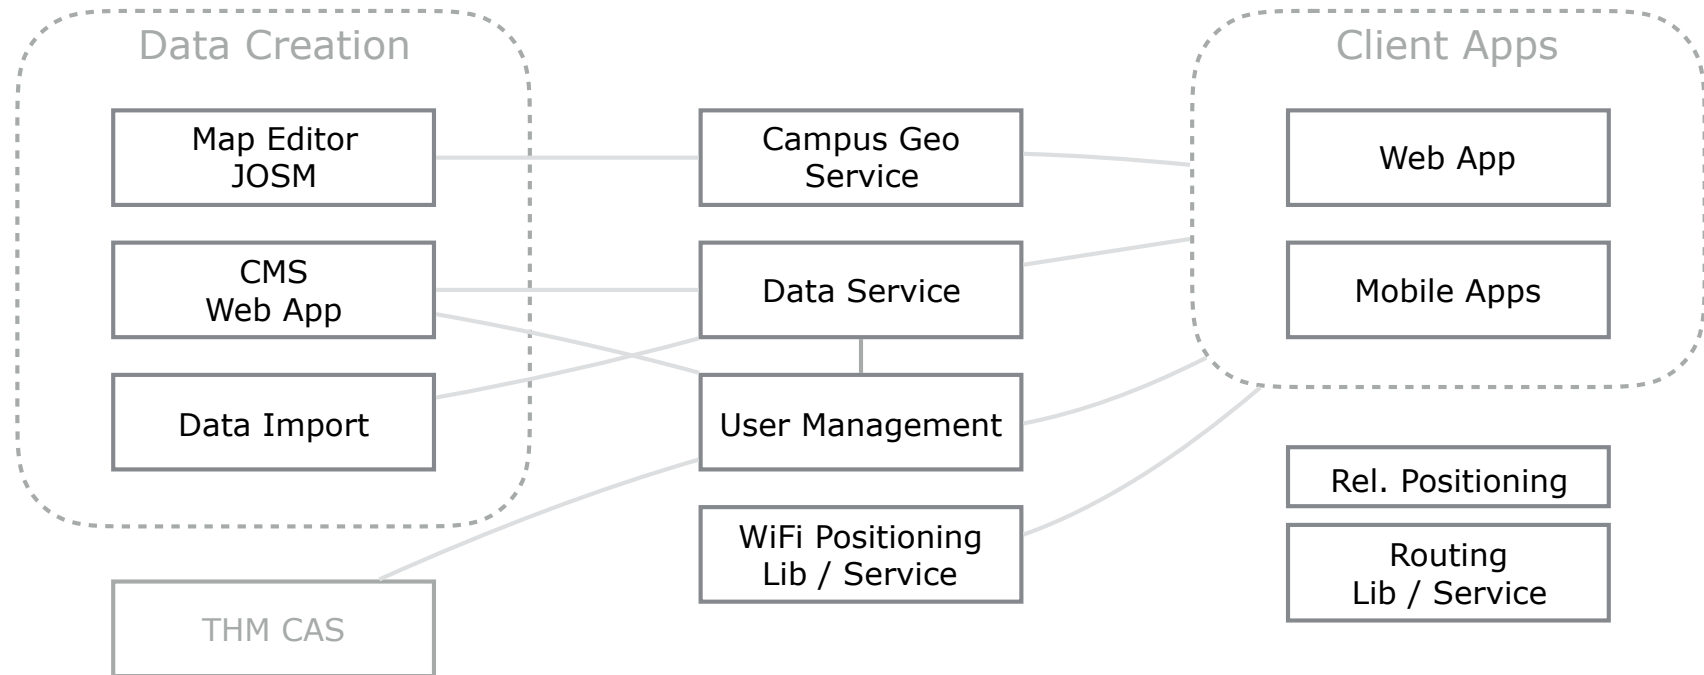 Data Creation
Map Editor
JOSM
CMS
Web App
Data Import
THM CAS
Campus Geo
Service
Data Service
User Management
WiFi Positioning
Lib / Service
Client Apps
Web App
Mobile Apps
Rel. Positioning
Routing
Lib / Service